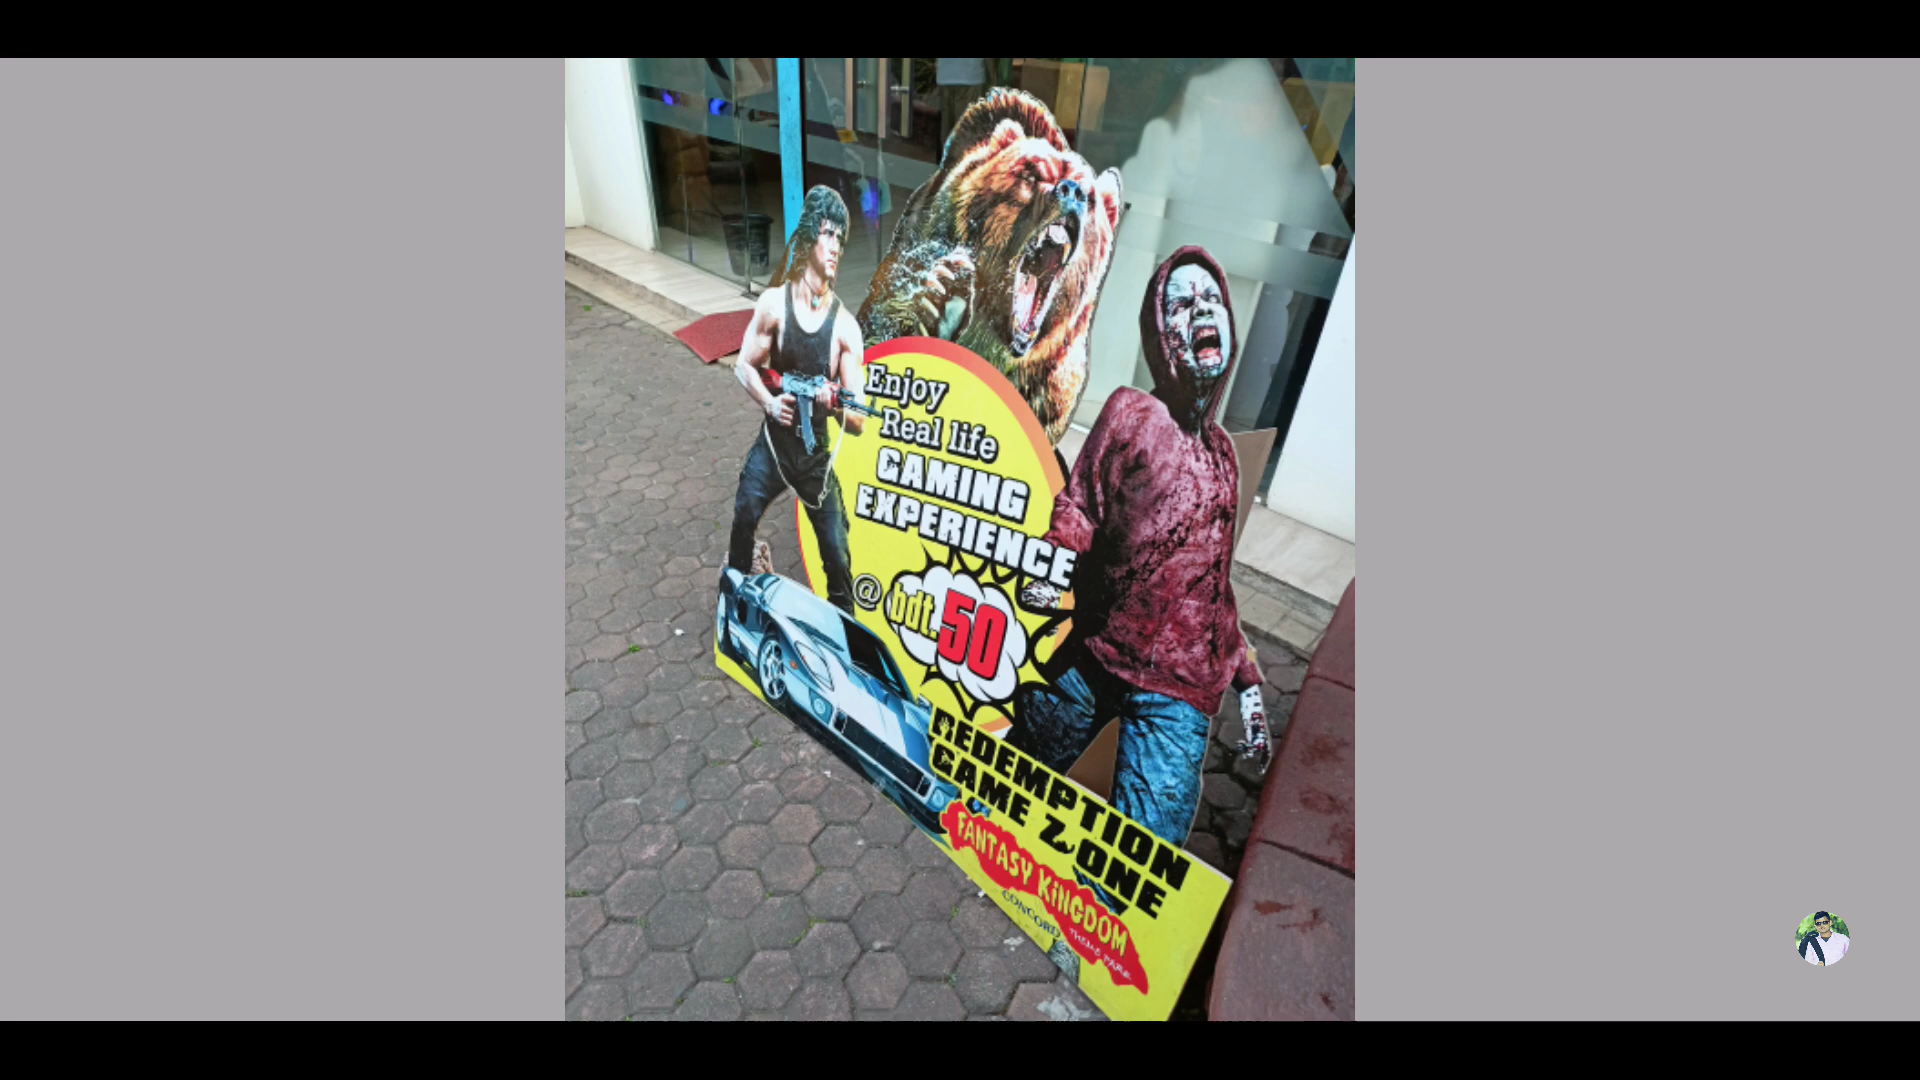 Enjoy
Real life
GAMING
EXPERIENCE
@ bdt.50
REDEMPTION
GAME ZONE
FANTASY KiNGDOM
CONCORD THEME PARK